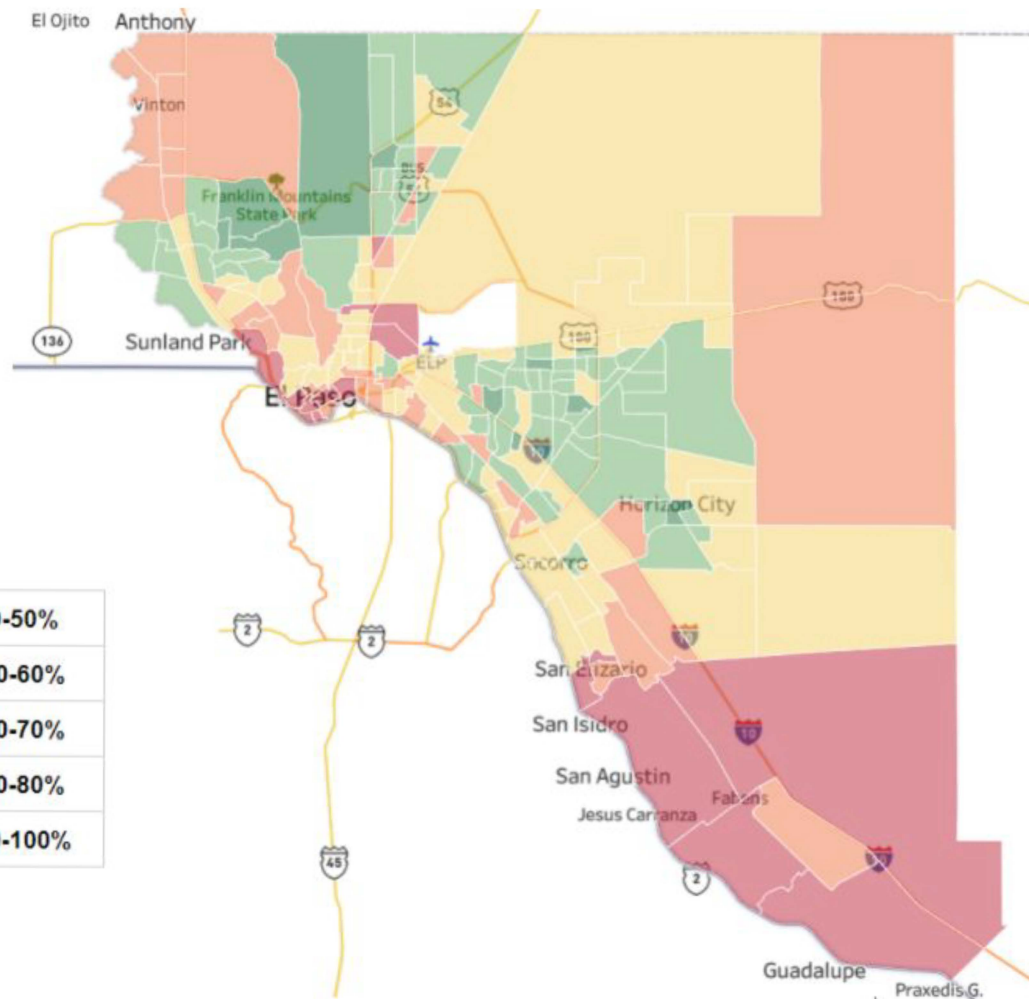 El Ojito
Anthony
Vinton
54
Franklin Mountains
State Park
136
Sunland Park
ELP
180
180
El Paso
10
Horizon City
Socorro
2
2
10
San Elizario
San Isidro
10
San Agustin
Fabens
Jesus Carranza
45
2
10
Guadalupe
Praxedis G.
-50%
0-60%
0-70%
0-80%
-100%